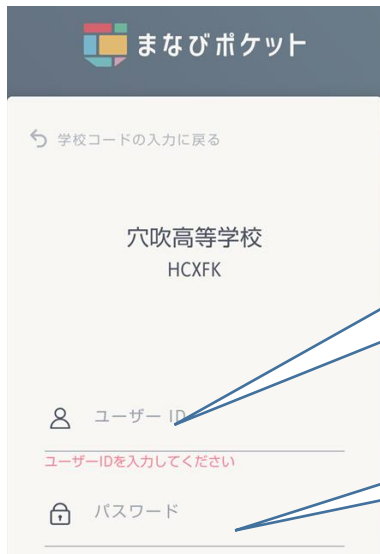 まなびポケット
学校コードの入力に戻る
穴吹高等学校
HCXFK
ユーザー ID
ユーザーIDを入力してください
パスワード